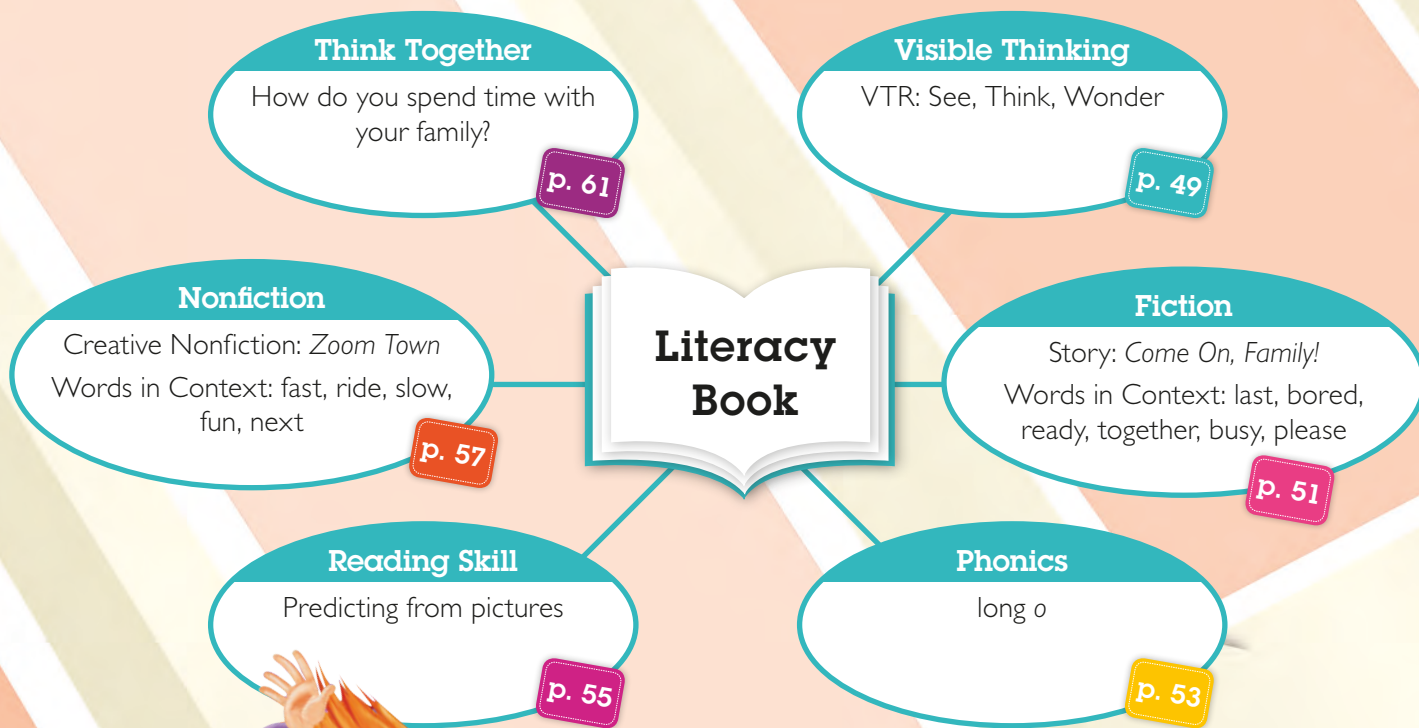 Think Together
How do you spend time with
your family?
p. 61
Visible Thinking
VTR: See, Think, Wonder
p. 49
Nonfiction
Creative Nonfiction: Zoom Town
Words in Context: fast, ride, slow,
fun, next
p. 57
Literacy
Book
Fiction
Story: Come On, Family!
Words in Context: last, bored,
ready, together, busy, please
p. 51
Reading Skill
Predicting from pictures
p. 55
Phonics
long o
p. 53